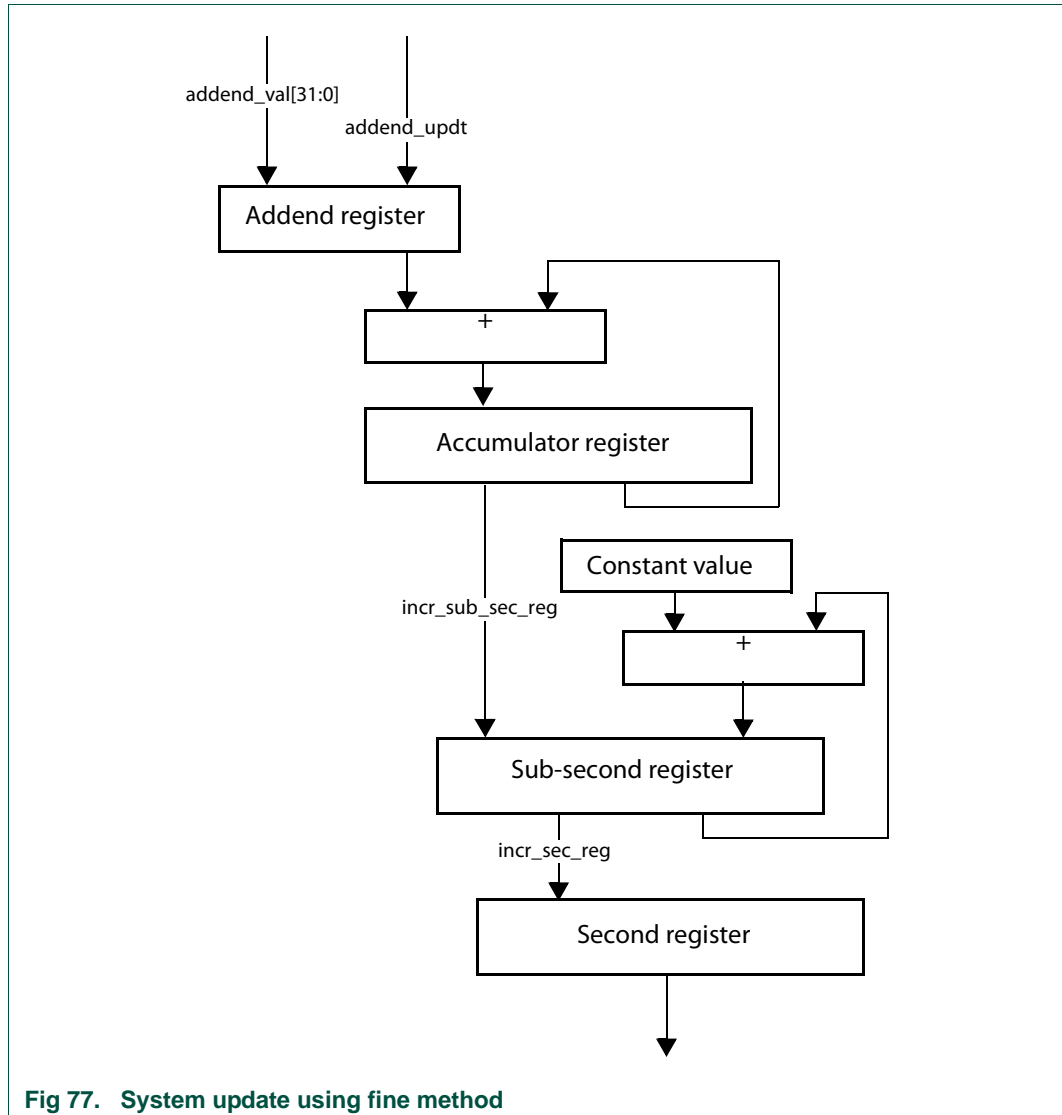 addend_val[31:0]
addend_updt
Addend register
+
Accumulator register
Constant value
incr_sub_sec_reg
+
Sub-second register
incr_sec_reg
Second register
Fig 77. System update using fine method